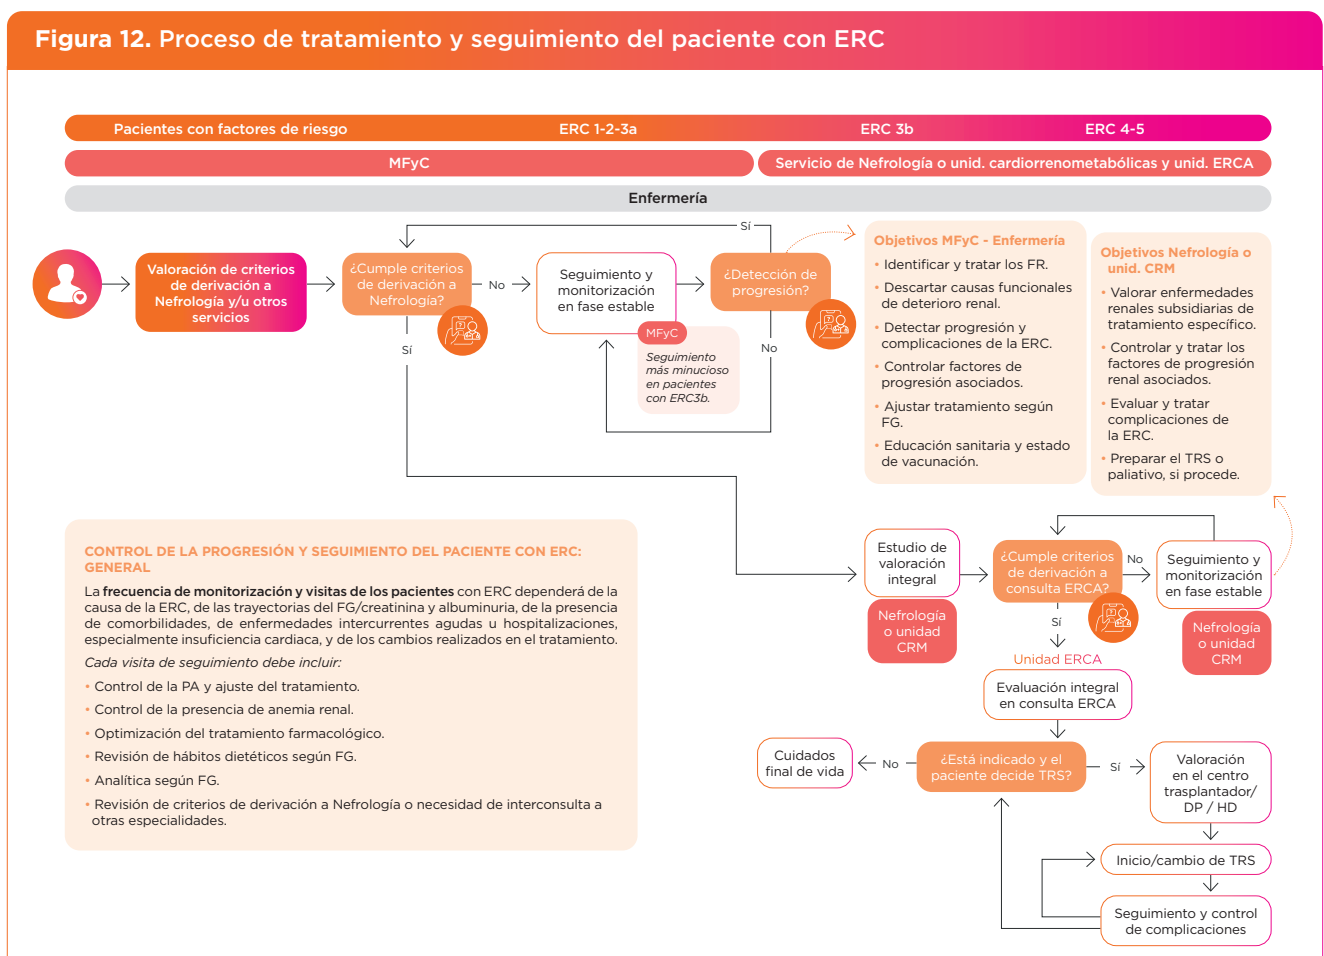 Figura 12. Proceso de tratamiento y seguimiento del paciente con ERC
Pacientes con factores de riesgo
ERC 1-2-3a
ERC 3b
ERC 4-5
MFyC
Servicio de Nefrología o unid. cardiorrenometabólicas y unid. ERCA
Enfermería
Valoración de criterios
de derivación a
Nefrología y/u otros
servicios
¿Cumple criterios
de derivación a
Nefrología?
No
Sí
Seguimiento y
monitorización
en fase estable
MFyC
Seguimiento
más minucioso
en pacientes
con ERC3b.
¿Detección de
progresión?
Sí
No
Objetivos MFyC - Enfermería
• Identificar y tratar los FR.
• Descartar causas funcionales
de deterioro renal.
• Detectar progresión y
complicaciones de la ERC.
• Controlar factores de
progresión asociados.
• Ajustar tratamiento según
FG.
• Educación sanitaria y estado
de vacunación.
Objetivos Nefrología o
unid. CRM
• Valorar enfermedades
renales subsidiarias de
tratamiento específico.
• Controlar y tratar los
factores de progresión
renal asociados.
• Evaluar y tratar
complicaciones de
la ERC.
• Preparar el TRS o
paliativo, si procede.
CONTROL DE LA PROGRESIÓN Y SEGUIMIENTO DEL PACIENTE CON ERC:
GENERAL
La frecuencia de monitorización y visitas de los pacientes con ERC dependerá de la
causa de la ERC, de las trayectorias del FG/creatinina y albuminuria, de la presencia
de comorbilidades, de enfermedades intercurrentes agudas u hospitalizaciones,
especialmente insuficiencia cardiaca, y de los cambios realizados en el tratamiento.
Cada visita de seguimiento debe incluir:
• Control de la PA y ajuste del tratamiento.
• Control de la presencia de anemia renal.
• Optimización del tratamiento farmacológico.
• Revisión de hábitos dietéticos según FG.
• Analítica según FG.
• Revisión de criterios de derivación a Nefrología o necesidad de interconsulta a
otras especialidades.
Estudio de
valoración
integral
Nefrología
o unidad
CRM
¿Cumple criterios
de derivación a
consulta ERCA?
No
Sí
Seguimiento y
monitorización
en fase estable
Nefrología
o unidad
CRM
Unidad ERCA
Evaluación integral
en consulta ERCA
¿Está indicado y el
paciente decide TRS?
No
Cuidados
final de vida
Sí
Valoración
en el centro
trasplantador/
DP / HD
Inicio/cambio de TRS
Seguimiento y control
de complicaciones